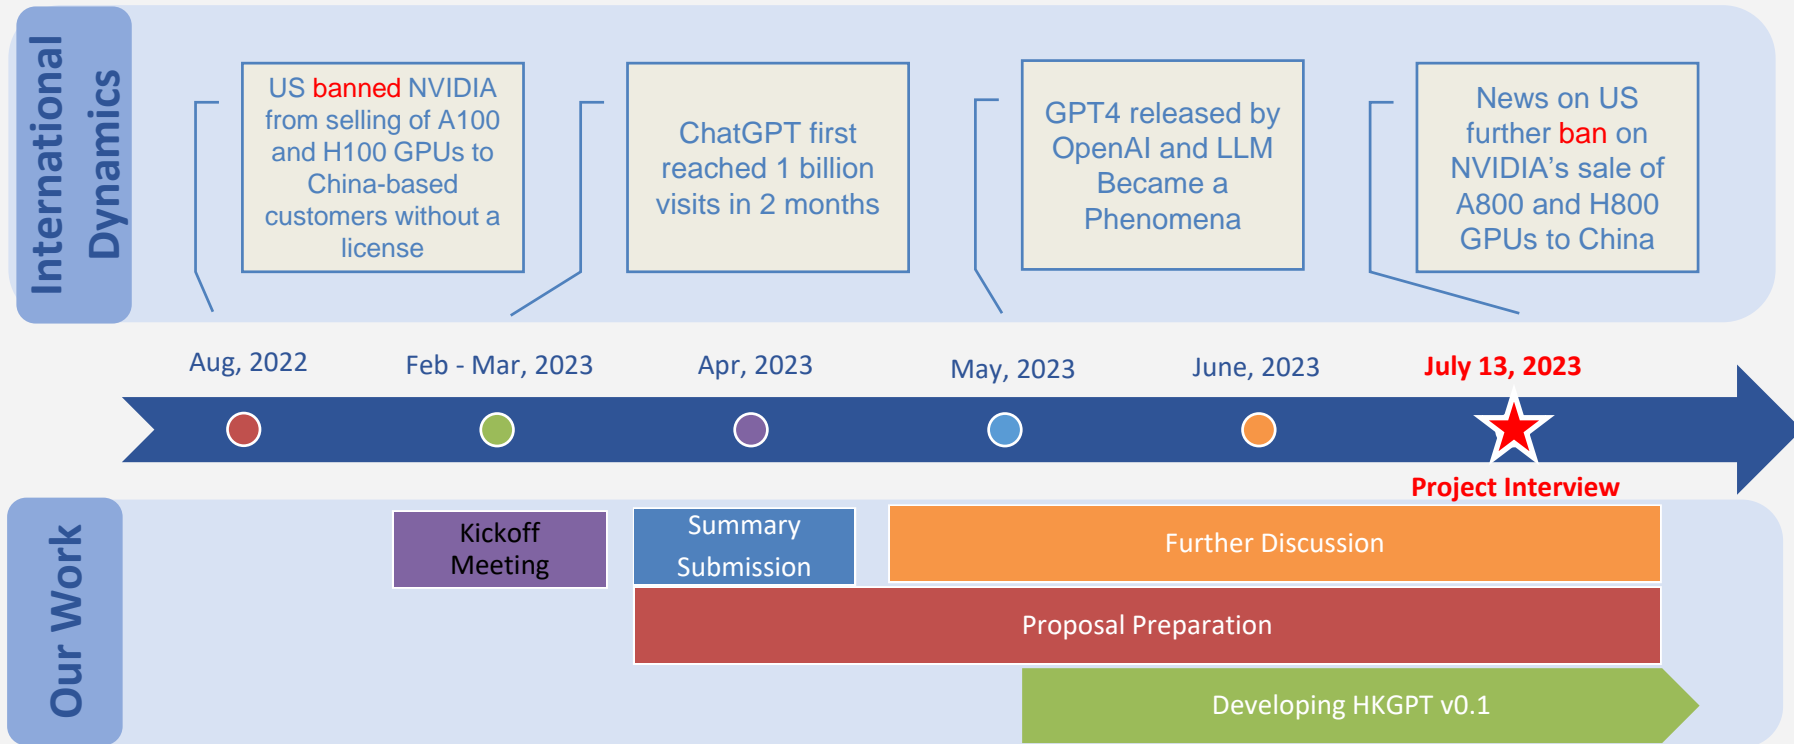 International
Dynamics
US banned NVIDIA
from selling of A100
and H100 GPUs to
China-based
customers without a
license
ChatGPT first
reached 1 billion
visits in 2 months
GPT4 released by
OpenAI and LLM
Became a
Phenomena
News on US
further ban on
NVIDIA’s sale of
A800 and H800
GPUs to China
Aug, 2022
Feb - Mar, 2023
Apr, 2023
May, 2023
June, 2023
July 13, 2023
Project Interview
Our Work
Kickoff
Meeting
Summary
Submission
Further Discussion
Proposal Preparation
Developing HKGPT v0.1